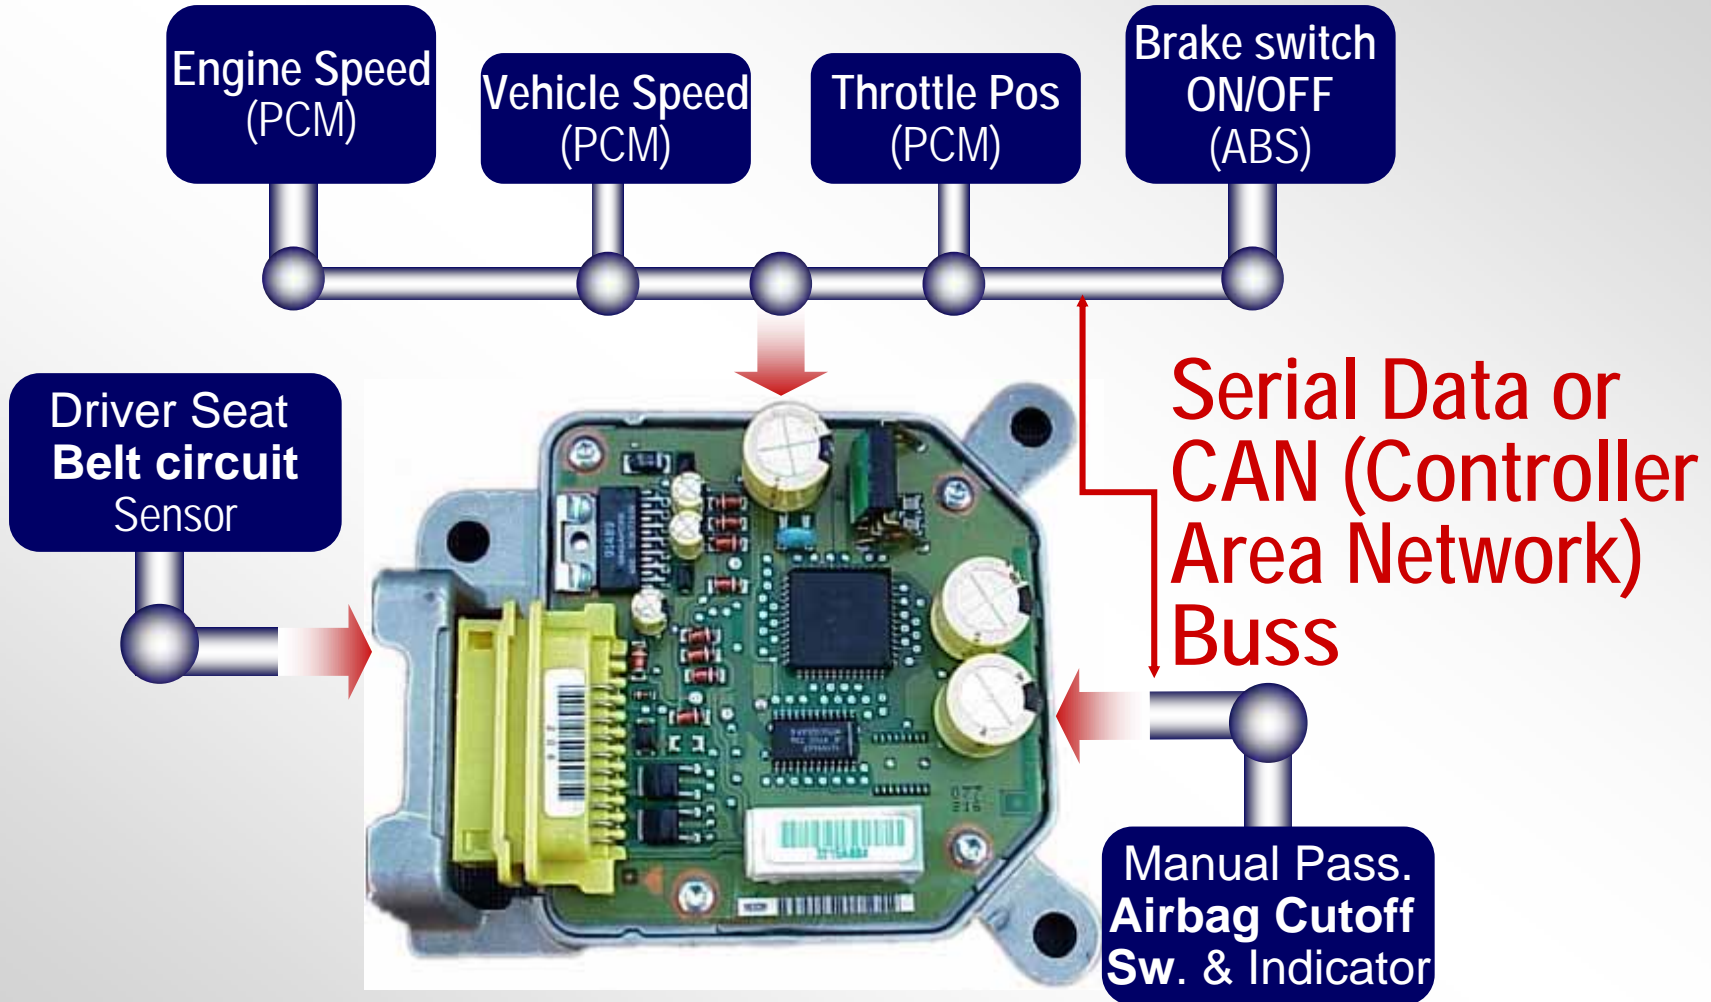 Engine Speed
(PCM)
Vehicle Speed
(PCM)
Throttle Pos
(PCM)
Brake switch
ON/OFF
(ABS)
Driver Seat
Belt circuit
Sensor
Serial Data or
CAN (Controller
Area Network)
Buss
Manual Pass.
Airbag Cutoff
Sw. & Indicator